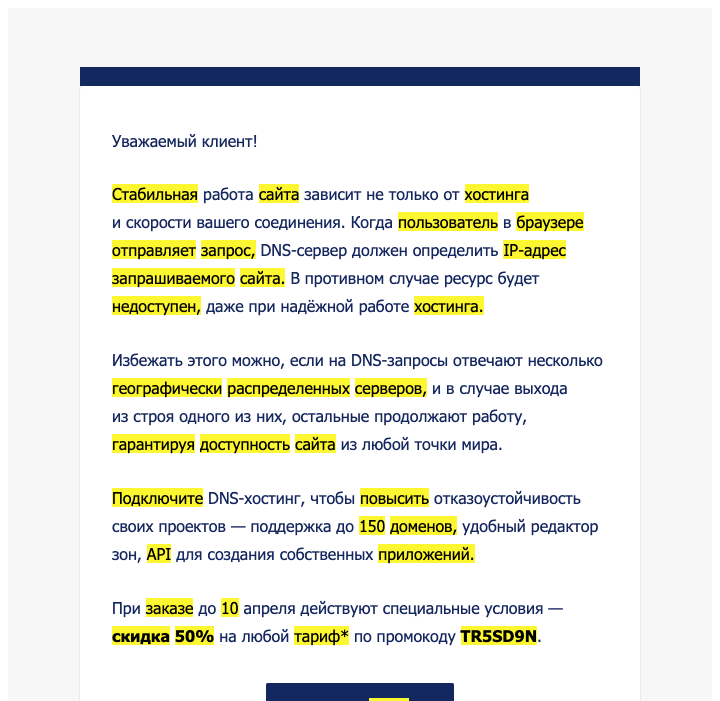 Уважаемый клиент!
Стабильная работа сайта зависит не только от хостинга
и скорости вашего соединения. Когда пользователь в браузере
отправляет запрос, DNS-сервер должен определить IP-адрес
запрашиваемого сайта. В противном случае ресурс будет
недоступен, даже при надёжной работе хостинга.
Избежать этого можно, если на DNS-запросы отвечают несколько
географически распределенных серверов, и в случае выхода
из строя одного из них, остальные продолжают работу,
гарантируя доступность сайта из любой точки мира.
Подключите DNS-хостинг, чтобы повысить отказоустойчивость
своих проектов — поддержка до 150 доменов, удобный редактор
зон, API для создания собственных приложений.
При заказе до 10 апреля действуют специальные условия —
скидка 50% на любой тариф* по промокоду TR5SD9N.